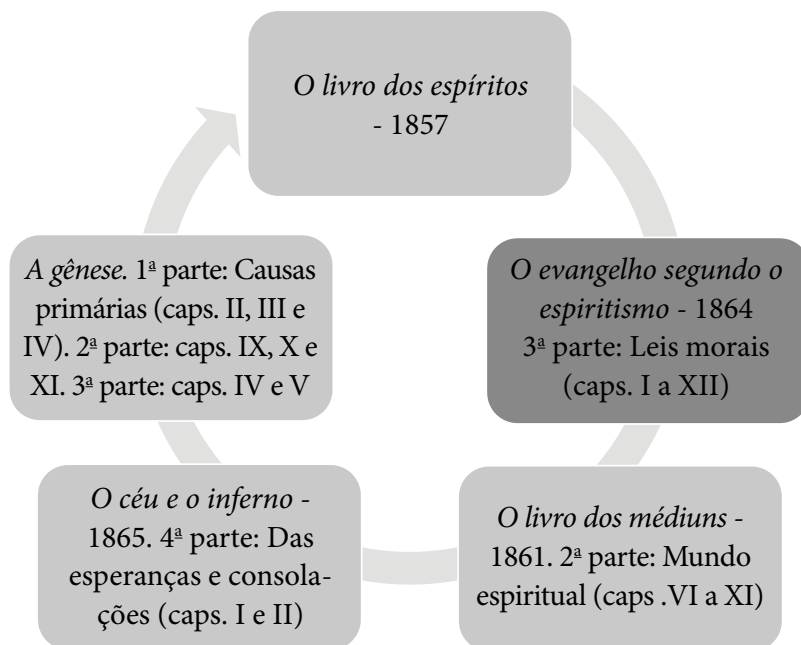 O livro dos espíritos
- 1857
O evangelho segundo o
espiritismo - 1864
3ª parte: Leis morais
(caps. I a XII)
O livro dos médiuns -
1861. 2ª parte: Mundo
espiritual (caps .VI a XI)
O céu e o inferno -
1865. 4ª parte: Das
esperanças e consola-
ções (caps. I e II)
A gênese. 1ª parte: Causas
primárias (caps. II, III e
IV). 2ª parte: caps. IX, X e
XI. 3ª parte: caps. IV e V